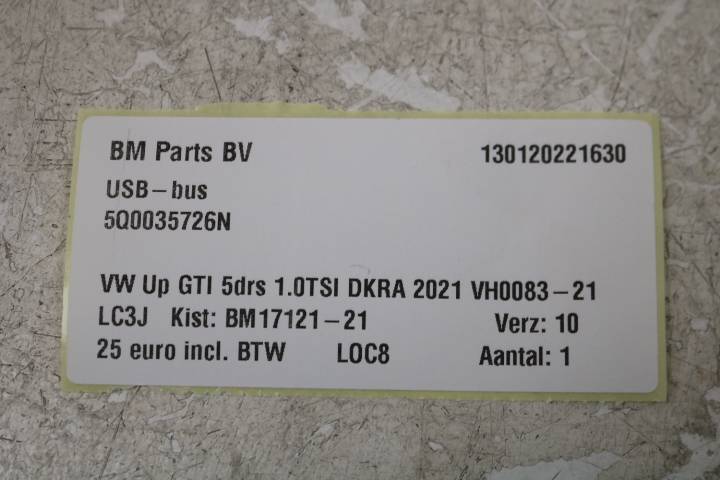 BM Parts BV 130120221630
USB-bus
5Q0035726N
VW Up GTI 5drs 1.0TSI DKRA 2021 VH0083-21
LC3J Kist: BM17121-21 Verz: 10
25 euro incl. BTW LOC8 Aantal: 1